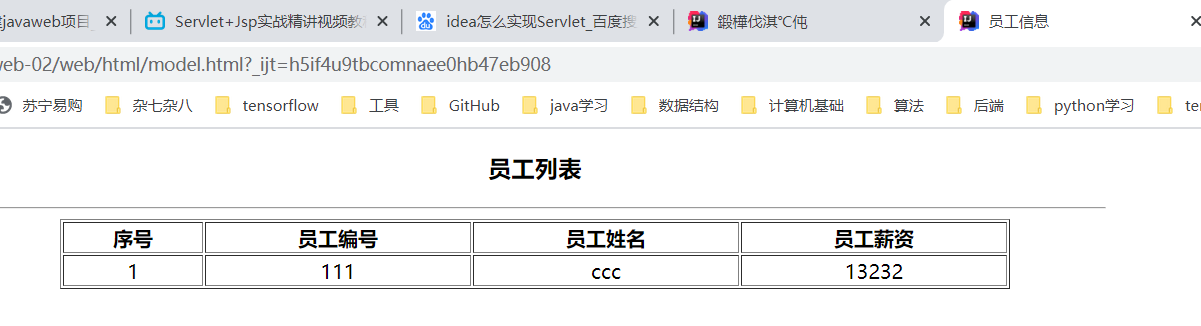 javaweb项目
Servlet+Jsp实战精讲视频教
idea怎么实现Servlet_百度搜
鍛樺伐淇℃伅
员工信息
web-02/web/html/model.html?_ijt=h5if4u9tbcomnaee0hb47eb908
苏宁易购 杂七杂八 tensorflow 工具 GitHub java学习 数据结构 计算机基础 算法 后端 python学习 te
员工列表
序号 员工编号 员工姓名 员工薪资
1 111 ccc 13232